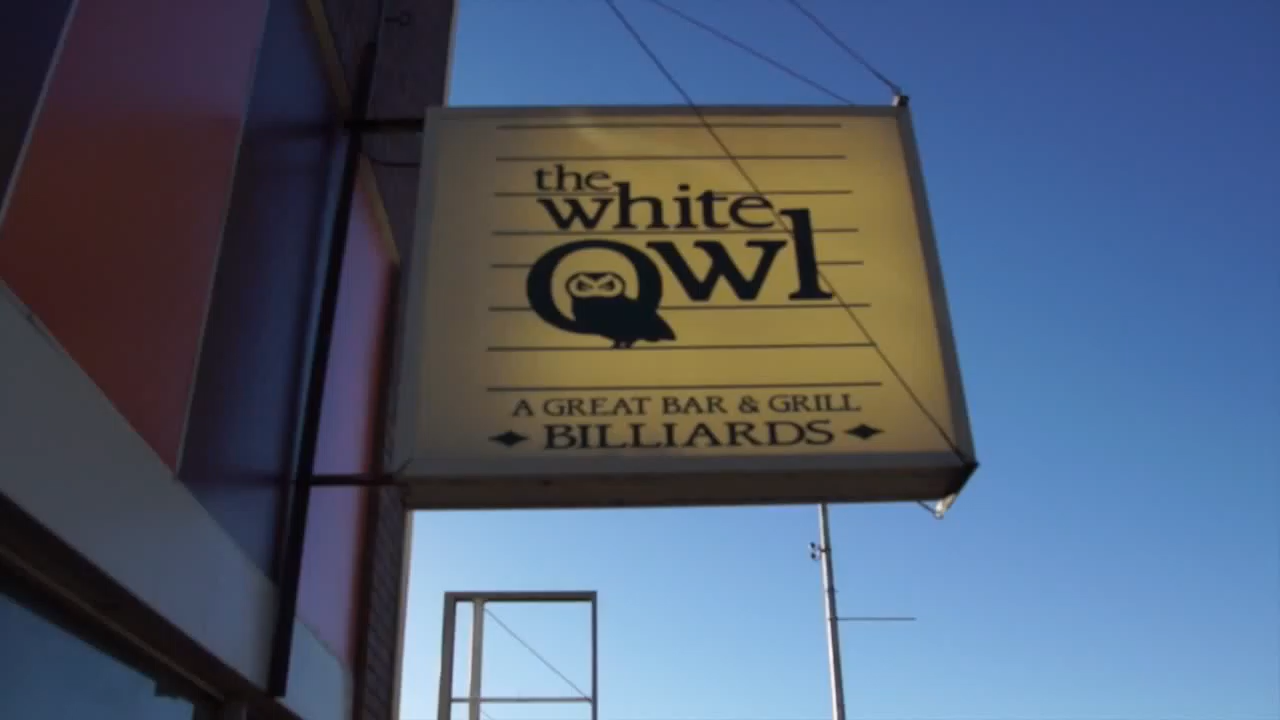 the
white
Owl
A GREAT BAR & GRILL
BILLIARDS